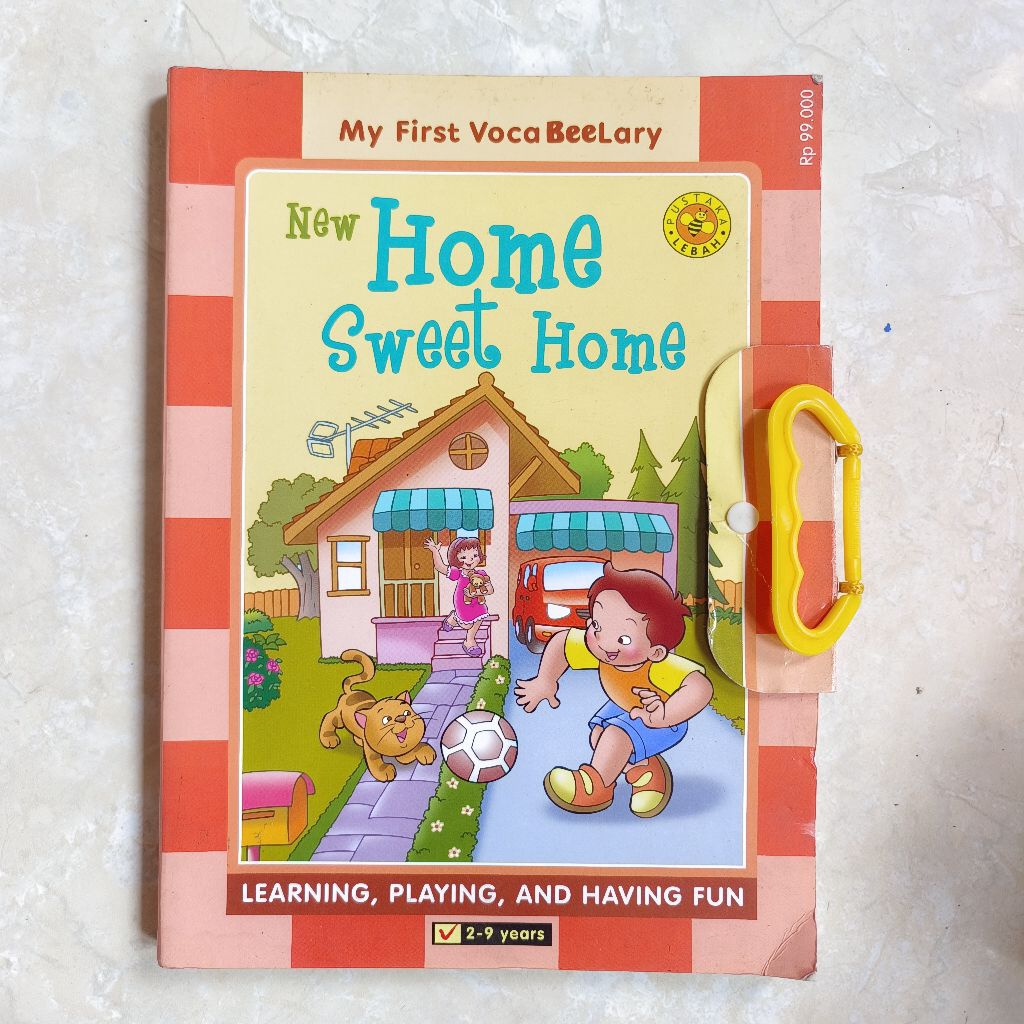 My First VocaBeeLary
Rp 99.000
New Home
Sweet Home
PUSTAKA
LEBAH
LEARNING, PLAYING, AND HAVING FUN
2-9 years